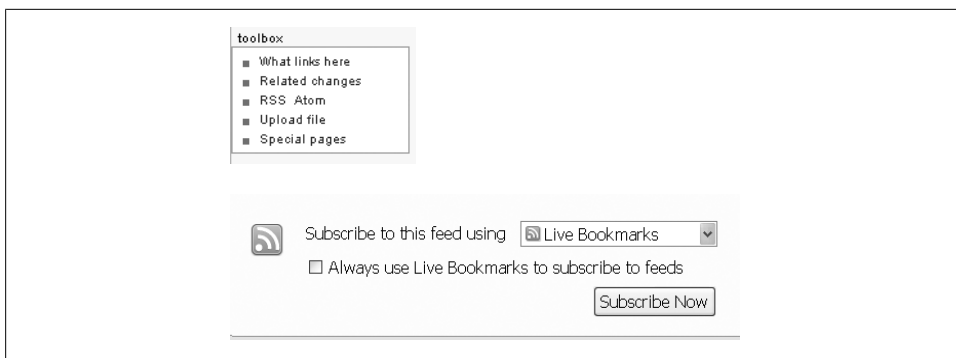 toolbox
What links here
Related changes
RSS Atom
Upload file
Special pages
Subscribe to this feed using Live Bookmarks
Always use Live Bookmarks to subscribe to feeds
Subscribe Now